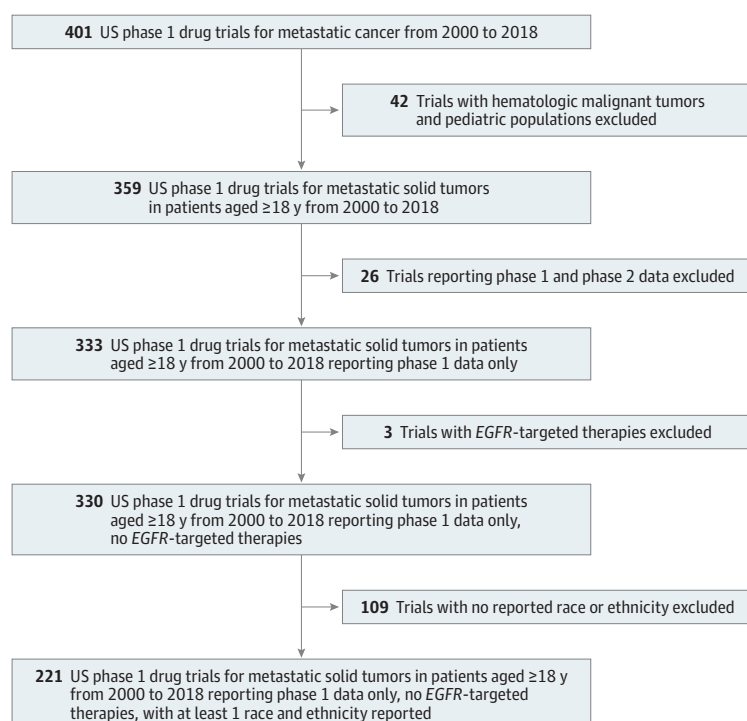 401 US phase 1 drug trials for metastatic cancer from 2000 to 2018
42 Trials with hematologic malignant tumors
and pediatric populations excluded
359 US phase 1 drug trials for metastatic solid tumors
in patients aged ≥18 y from 2000 to 2018
26 Trials reporting phase 1 and phase 2 data excluded
333 US phase 1 drug trials for metastatic solid tumors in patients
aged ≥18 y from 2000 to 2018 reporting phase 1 data only
3 Trials with EGFR-targeted therapies excluded
330 US phase 1 drug trials for metastatic solid tumors in patients
aged ≥18 y from 2000 to 2018 reporting phase 1 data only,
no EGFR-targeted therapies
109 Trials with no reported race or ethnicity excluded
221 US phase 1 drug trials for metastatic solid tumors in patients aged ≥18 y
from 2000 to 2018 reporting phase 1 data only, no EGFR-targeted
therapies, with at least 1 race and ethnicity reported